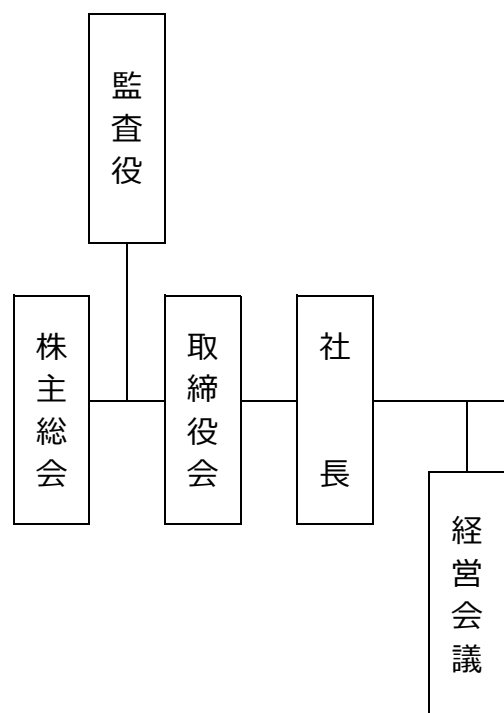 監査役
株主総会
取締役会
社長
経営会議